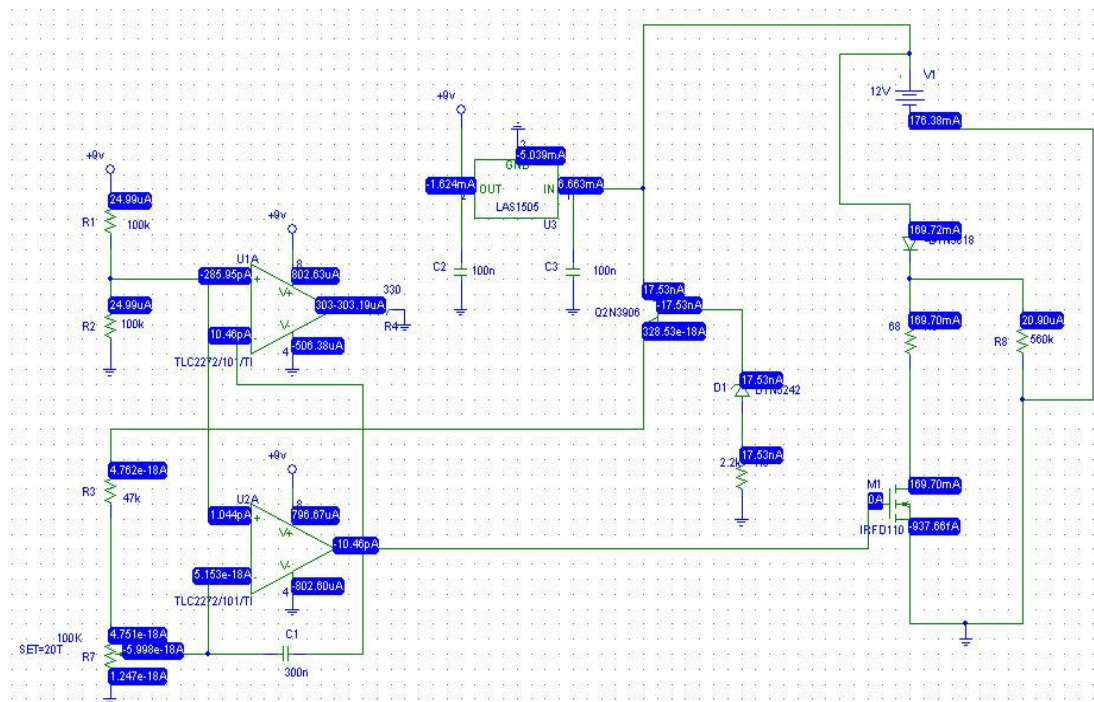 V1
12V
176.38mA
+9v
3
-5.039mA
GND
+9v
-1.624mA
OUT
IN
6.663mA
2
1
LAS1505
U3
24.99uA
R1
100k
+9v
169.72mA
U1A
8
C2
100n
C3
100n
-285.95pA
+
802.63uA
V+
17.53nA
-17.53nA
330
303
-303.19uA
Q2N3906
24.99uA
R2
100k
R4
169.70mA
20.90uA
10.46pA
V-
328.53e-18A
68
R8
560k
4
-506.38uA
TLC2272/101/TI
D1
17.53nA
+9v
17.53nA
4.762e-18A
2.2k
R3
47k
U2A
8
M1
169.70mA
0A
1.044pA
+
796.67uA
V+
IRFD110
-937.66fA
-10.46pA
V-
5.153e-18A
-
4
-802.60uA
TLC2272/101/TI
100K
4.751e-18A
C1
SET=20T
R7
-5.998e-18A
300n
1.247e-18A